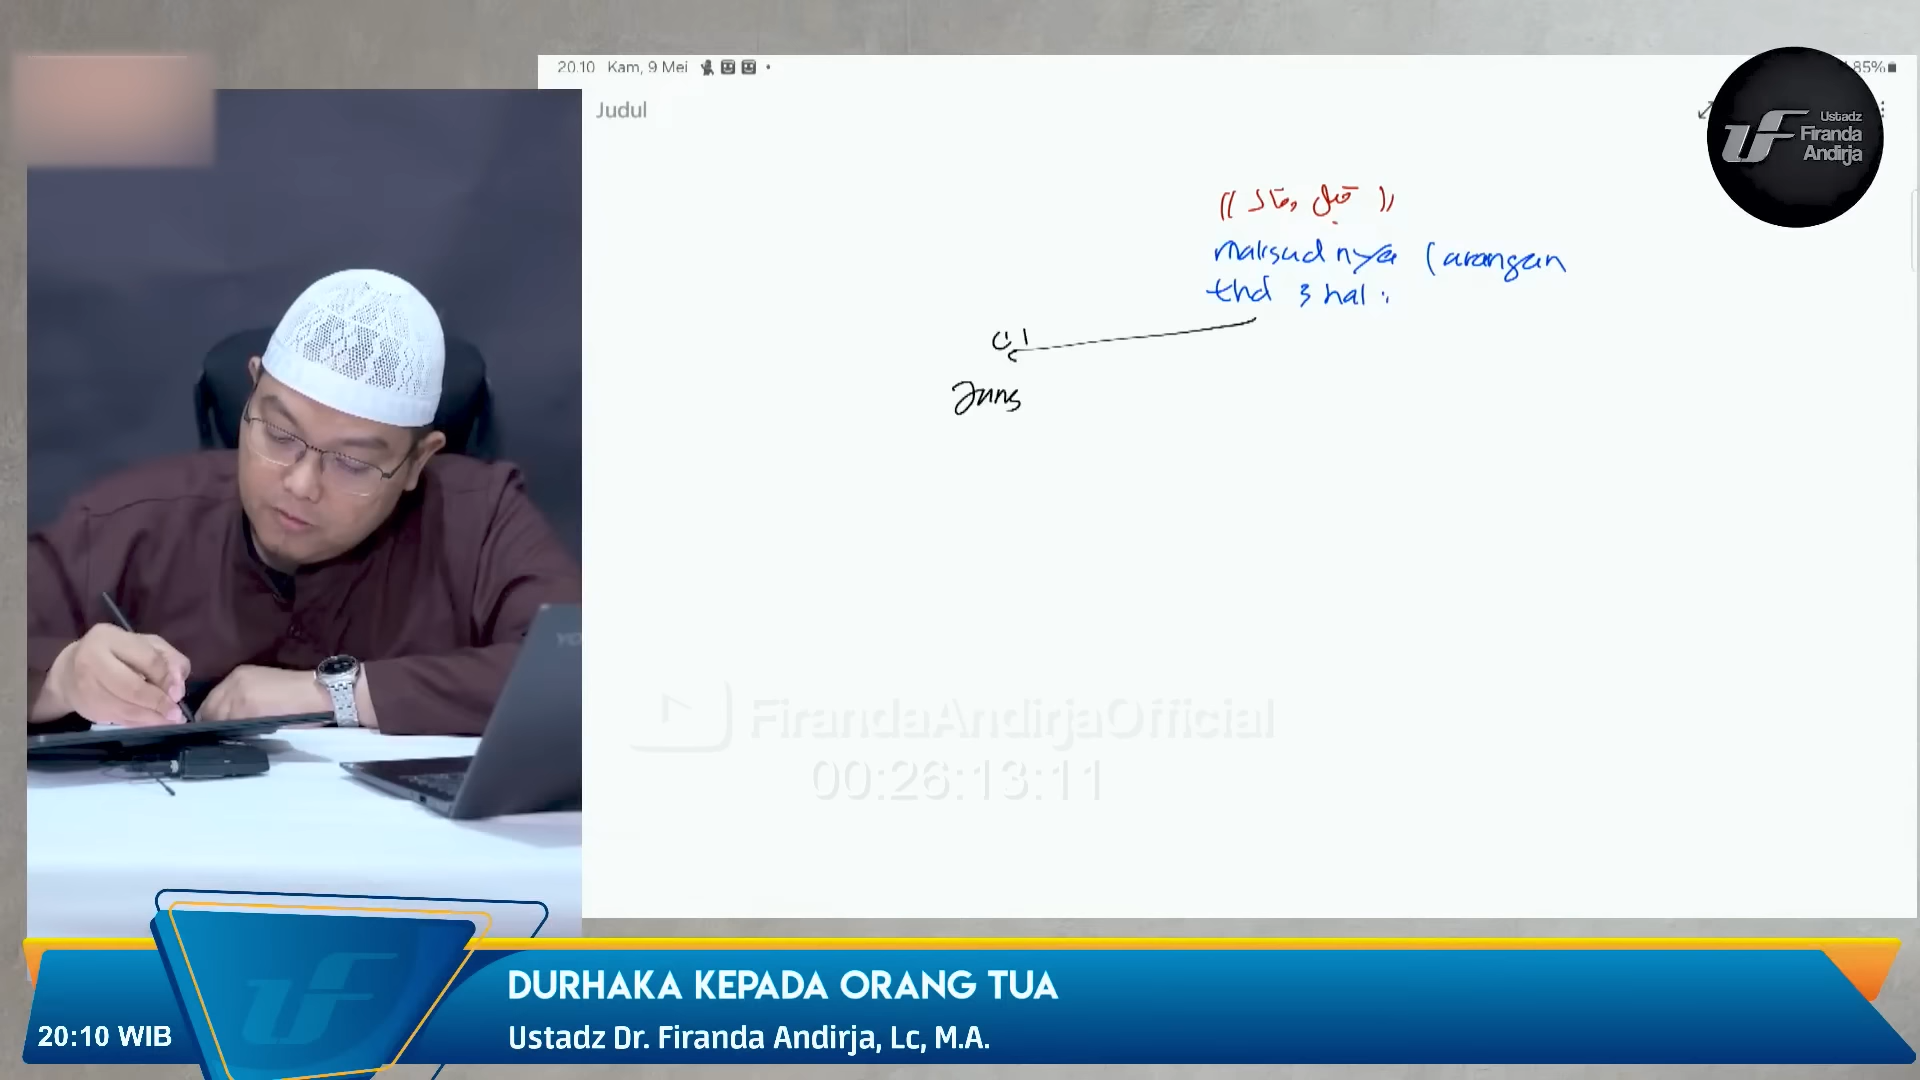 20.10 Kam, 9 Mei
85%
Judul
Ustadz
Firanda
Andirja
(( قيل وقال ))
maksudnya larangan
thd 3 hal :
01
Jans
FirandaAndirjaOfficial
00:26:13:11
DURHAKA KEPADA ORANG TUA
20:10 WIB
Ustadz Dr. Firanda Andirja, Lc, M.A.